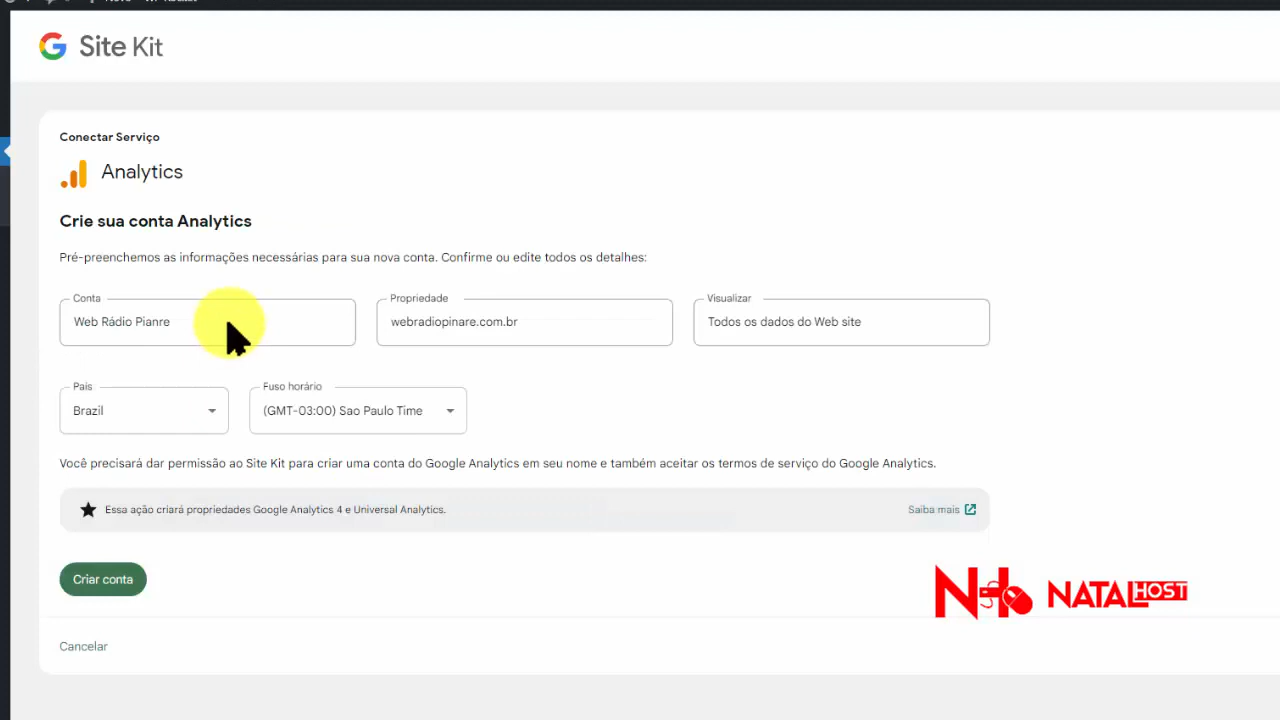 Site Kit
Conectar Serviço
Analytics
Crie sua conta Analytics
Pré-preenchemos as informações necessárias para sua nova conta. Confirme ou edite todos os detalhes:
Conta
Web Rádio Pianre
Propriedade
webradiopinare.com.br
Visualizar
Todos os dados do Web site
País
Brazil
Fuso horário
(GMT-03:00) Sao Paulo Time
Você precisará dar permissão ao Site Kit para criar uma conta do Google Analytics em seu nome e também aceitar os termos de serviço do Google Analytics.
Essa ação criará propriedades Google Analytics 4 e Universal Analytics.
Saiba mais
Criar conta
NATALHOST
Cancelar